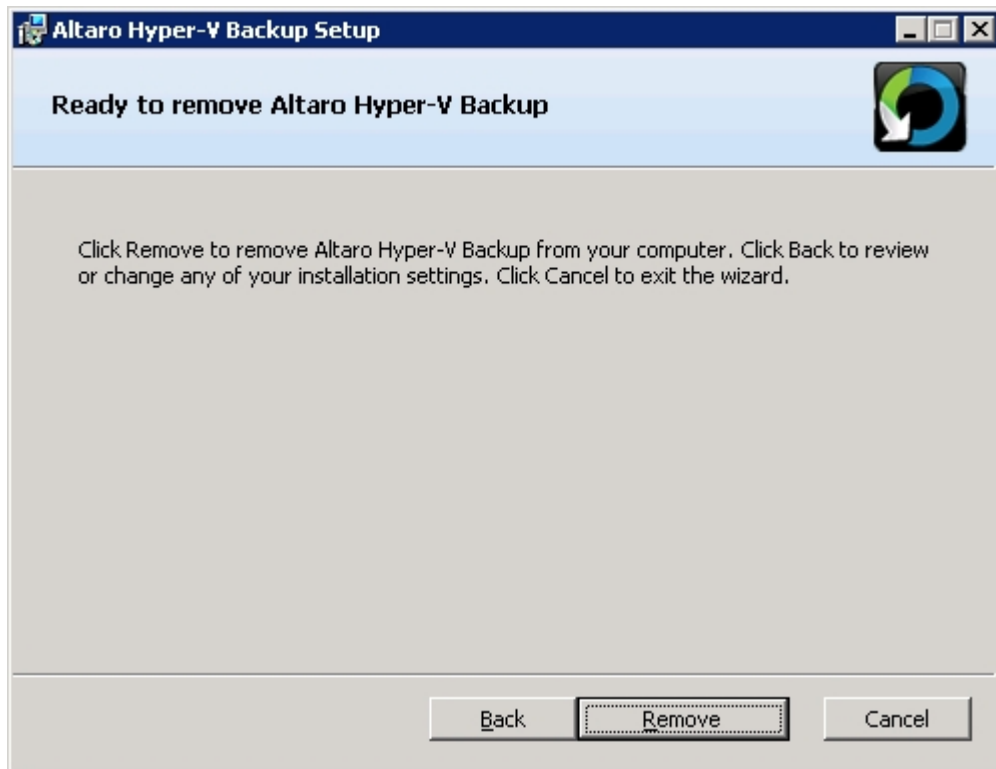 Altaro Hyper-V Backup Setup
Ready to remove Altaro Hyper-V Backup
Click Remove to remove Altaro Hyper-V Backup from your computer. Click Back to review
or change any of your installation settings. Click Cancel to exit the wizard.
Back Remove Cancel